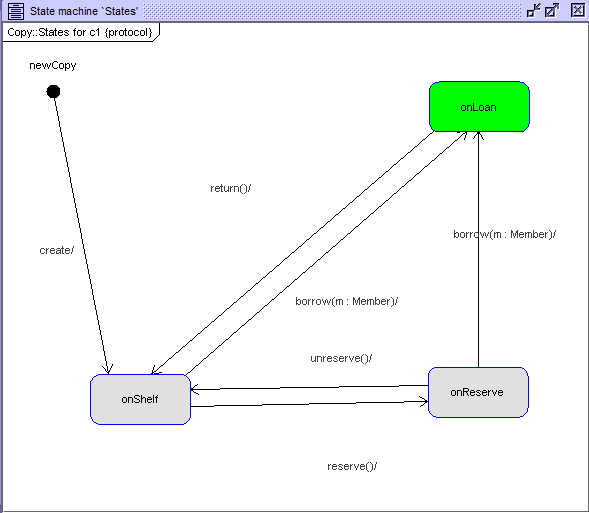 State machine `States'
Copy::States for c1 {protocol}
newCopy
onLoan
return()/
borrow(m : Member)/
create/
borrow(m : Member)/
unreserve()/
onShelf
onReserve
reserve()/